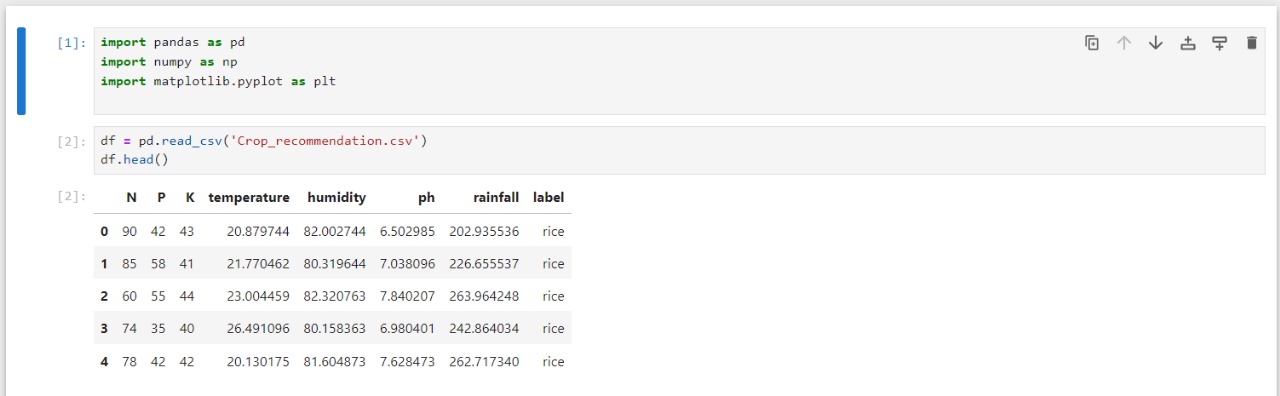 [1]: import pandas as pd
import numpy as np
import matplotlib.pyplot as plt
[2]: df = pd.read_csv('Crop_recommendation.csv')
df.head()
[2]: N P K temperature humidity ph rainfall label
0 90 42 43 20.879744 82.002744 6.502985 202.935536 rice
1 85 58 41 21.770462 80.319644 7.038096 226.655537 rice
2 60 55 44 23.004459 82.320763 7.840207 263.964248 rice
3 74 35 40 26.491096 80.158363 6.980401 242.864034 rice
4 78 42 42 20.130175 81.604873 7.628473 262.717340 rice